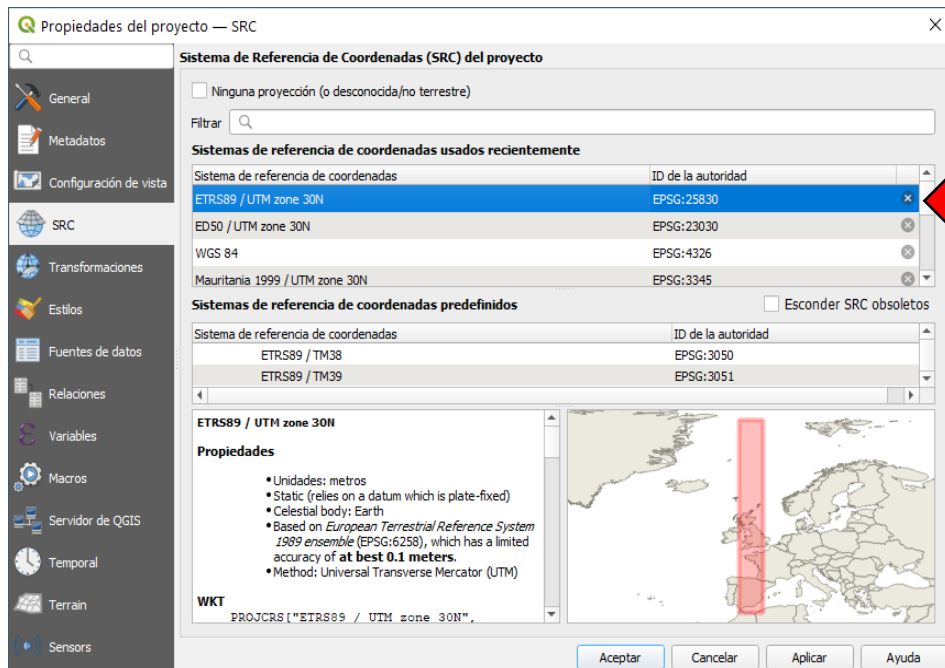 Propiedades del proyecto — SRC
Sistema de Referencia de Coordenadas (SRC) del proyecto
General
Metadatos
Configuración de vista
SRC
Transformaciones
Estilos
Fuentes de datos
Relaciones
Variables
Macros
Servidor de QGIS
Temporal
Terrain
Sensors
Ninguna proyección (o desconocida/no terrestre)
Filtrar
Sistemas de referencia de coordenadas usados recientemente
Sistema de referencia de coordenadas ID de la autoridad
ETRS89 / UTM zone 30N EPSG:25830
ED50 / UTM zone 30N EPSG:23030
WGS 84 EPSG:4326
Mauritania 1999 / UTM zone 30N EPSG:3345
Sistemas de referencia de coordenadas predefinidos Esconder SRC obsoletos
Sistema de referencia de coordenadas ID de la autoridad
ETRS89 / TM38 EPSG:3050
ETRS89 / TM39 EPSG:3051
ETRS89 / UTM zone 30N
Propiedades
• Unidades: metros
• Static (relies on a datum which is plate-fixed)
• Celestial body: Earth
• Based on European Terrestrial Reference System
1989 ensemble (EPSG:6258), which has a limited
accuracy of at best 0.1 meters.
• Method: Universal Transverse Mercator (UTM)
WKT
PROJCRS["ETRS89 / UTM zone 30N",
Aceptar Cancelar Aplicar Ayuda